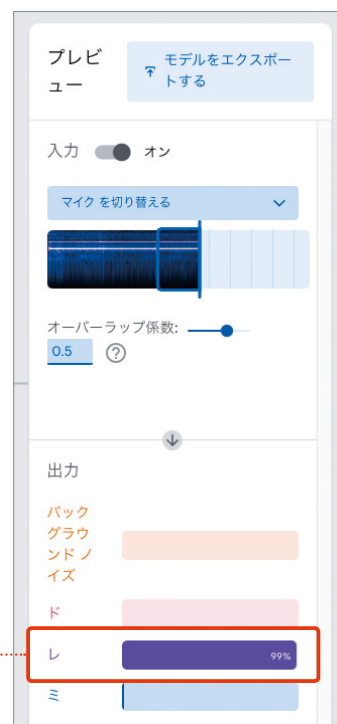 プレビ
ュー
モデルをエクスポー
トする
入力 オン
マイク を切り替える
オーバーラップ係数:
0.5 ?
出力
バック
グラウ
ンド ノ
イズ
ド
レ 99%
ミ